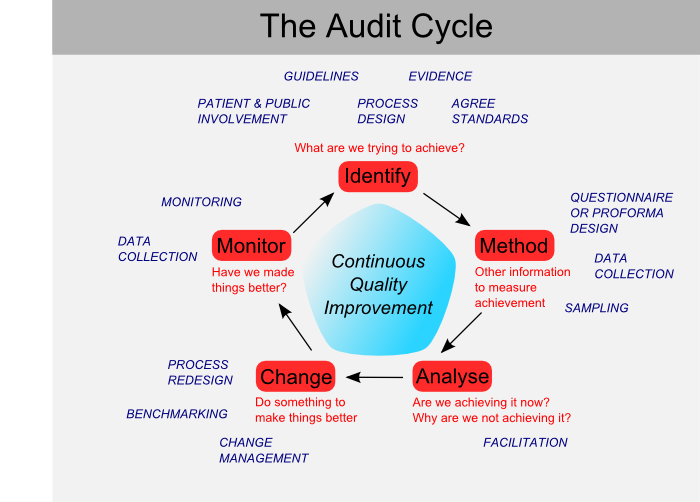 The Audit Cycle
GUIDELINES
EVIDENCE
PATIENT & PUBLIC
INVOLVEMENT
PROCESS
DESIGN
AGREE
STANDARDS
What are we trying to achieve?
Identify
MONITORING
DATA
COLLECTION
Monitor
Have we made
things better?
Continuous
Quality
Improvement
Method
Other information
to measure
achievement
QUESTIONNAIRE
OR PROFORMA
DESIGN
DATA
COLLECTION
SAMPLING
PROCESS
REDESIGN
BENCHMARKING
CHANGE
MANAGEMENT
Change
Do something to
make things better
Analyse
Are we achieving it now?
Why are we not achieving it?
FACILITATION